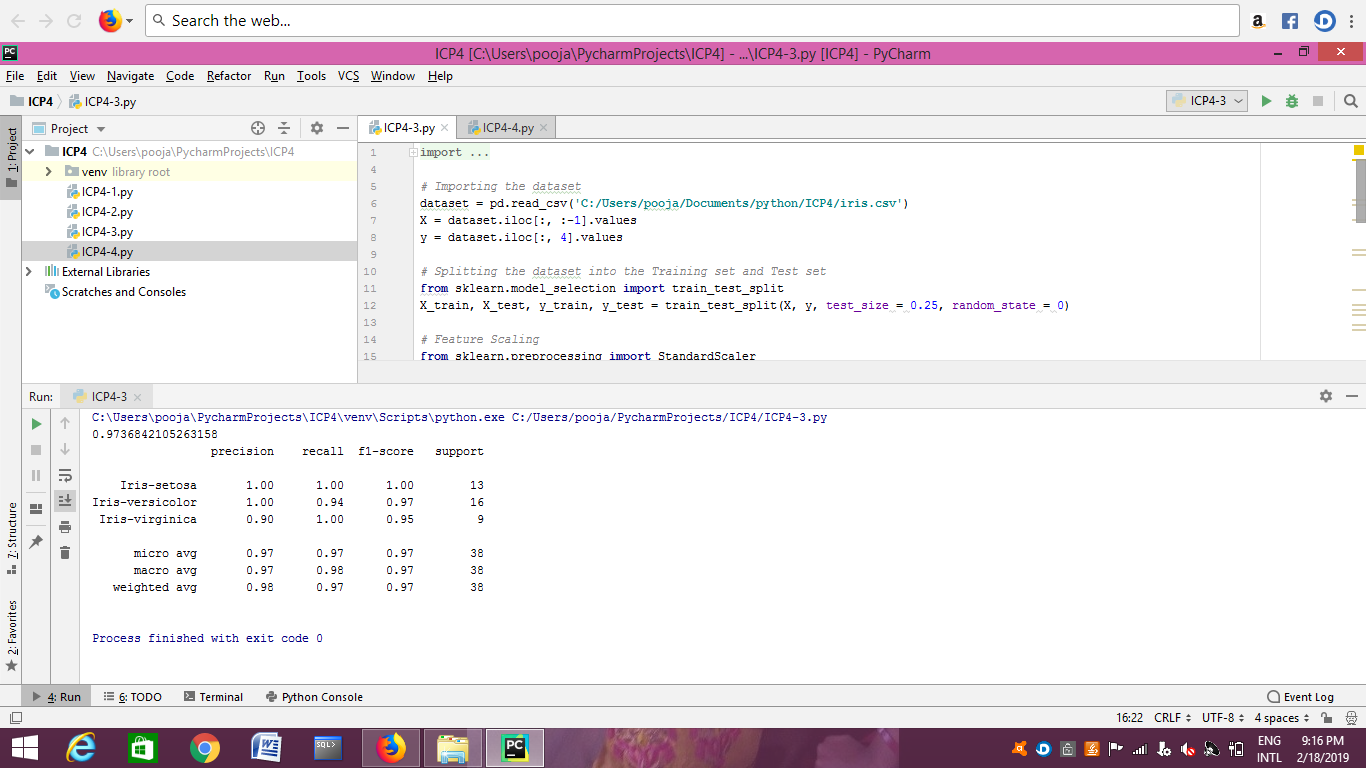 Search the web...
ICP4 [C:\Users\pooja\PycharmProjects\ICP4] - ...\ICP4-3.py [ICP4] - PyCharm
File Edit View Navigate Code Refactor Run Tools VCS Window Help
ICP4 ICP4-3.py ICP4-3
1: Project
Project
ICP4 C:\Users\pooja\PycharmProjects\ICP4
venv library root
ICP4-1.py
ICP4-2.py
ICP4-3.py
ICP4-4.py
External Libraries
Scratches and Consoles
ICP4-3.py ICP4-4.py
1 import ...
4
5 # Importing the dataset
6 dataset = pd.read_csv('C:/Users/pooja/Documents/python/ICP4/iris.csv')
7 X = dataset.iloc[:, :-1].values
8 y = dataset.iloc[:, 4].values
9
10 # Splitting the dataset into the Training set and Test set
11 from sklearn.model_selection import train_test_split
12 X_train, X_test, y_train, y_test = train_test_split(X, y, test_size = 0.25, random_state = 0)
13
14 # Feature Scaling
15 from sklearn.preprocessing import StandardScaler
Run: ICP4-3
C:\Users\pooja\PycharmProjects\ICP4\venv\Scripts\python.exe C:/Users/pooja/PycharmProjects/ICP4/ICP4-3.py
0.9736842105263158
precision recall f1-score support
Iris-setosa 1.00 1.00 1.00 13
Iris-versicolor 1.00 0.94 0.97 16
Iris-virginica 0.90 1.00 0.95 9
micro avg 0.97 0.97 0.97 38
macro avg 0.97 0.98 0.97 38
weighted avg 0.98 0.97 0.97 38
Process finished with exit code 0
7: Structure
2: Favorites
4: Run 6: TODO Terminal Python Console Event Log
16:22 CRLF UTF-8 4 spaces
ENG 9:16 PM
INTL 2/18/2019